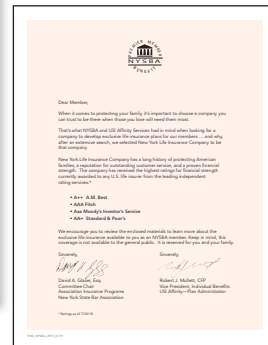 PREMIER MEMBER
NYSBA
BENEFIT
Dear Member,
When it comes to protecting your family, it's important to choose a company you
can trust to be there when those you love will need them most.
That's what NYSBA and USI Affinity Services had in mind when looking for a
company to develop exclusive life insurance programs for our members …and why,
after an extensive search, we selected New York Life Insurance Company to be
that company.
New York Life Insurance Company has a long history of protecting American
families, a reputation for outstanding customer service, and a proven financial
strength. The company has received the highest ratings for financial strength
currently awarded to any U.S. life insurer from the leading independent
rating services:*
• A++ A.M. Best
• AAA Fitch
• Aaa Moody's Investor's Service
• AA+ Standard & Poor's
We encourage you to review the enclosed materials to learn more about the
exclusive life insurance available to you as an NYSBA member. Keep in mind, this
coverage is not available to the general public. It is reserved for you and your family.
Sincerely, Sincerely,
David A. Glazer, Esq. Robert J. Mollett, CFP
Committee Chair Vice President, Individual Benefits
Association Insurance Programs USI Affinity—Plan Administrator
New York State Bar Association
* Ratings as of 7/30/18